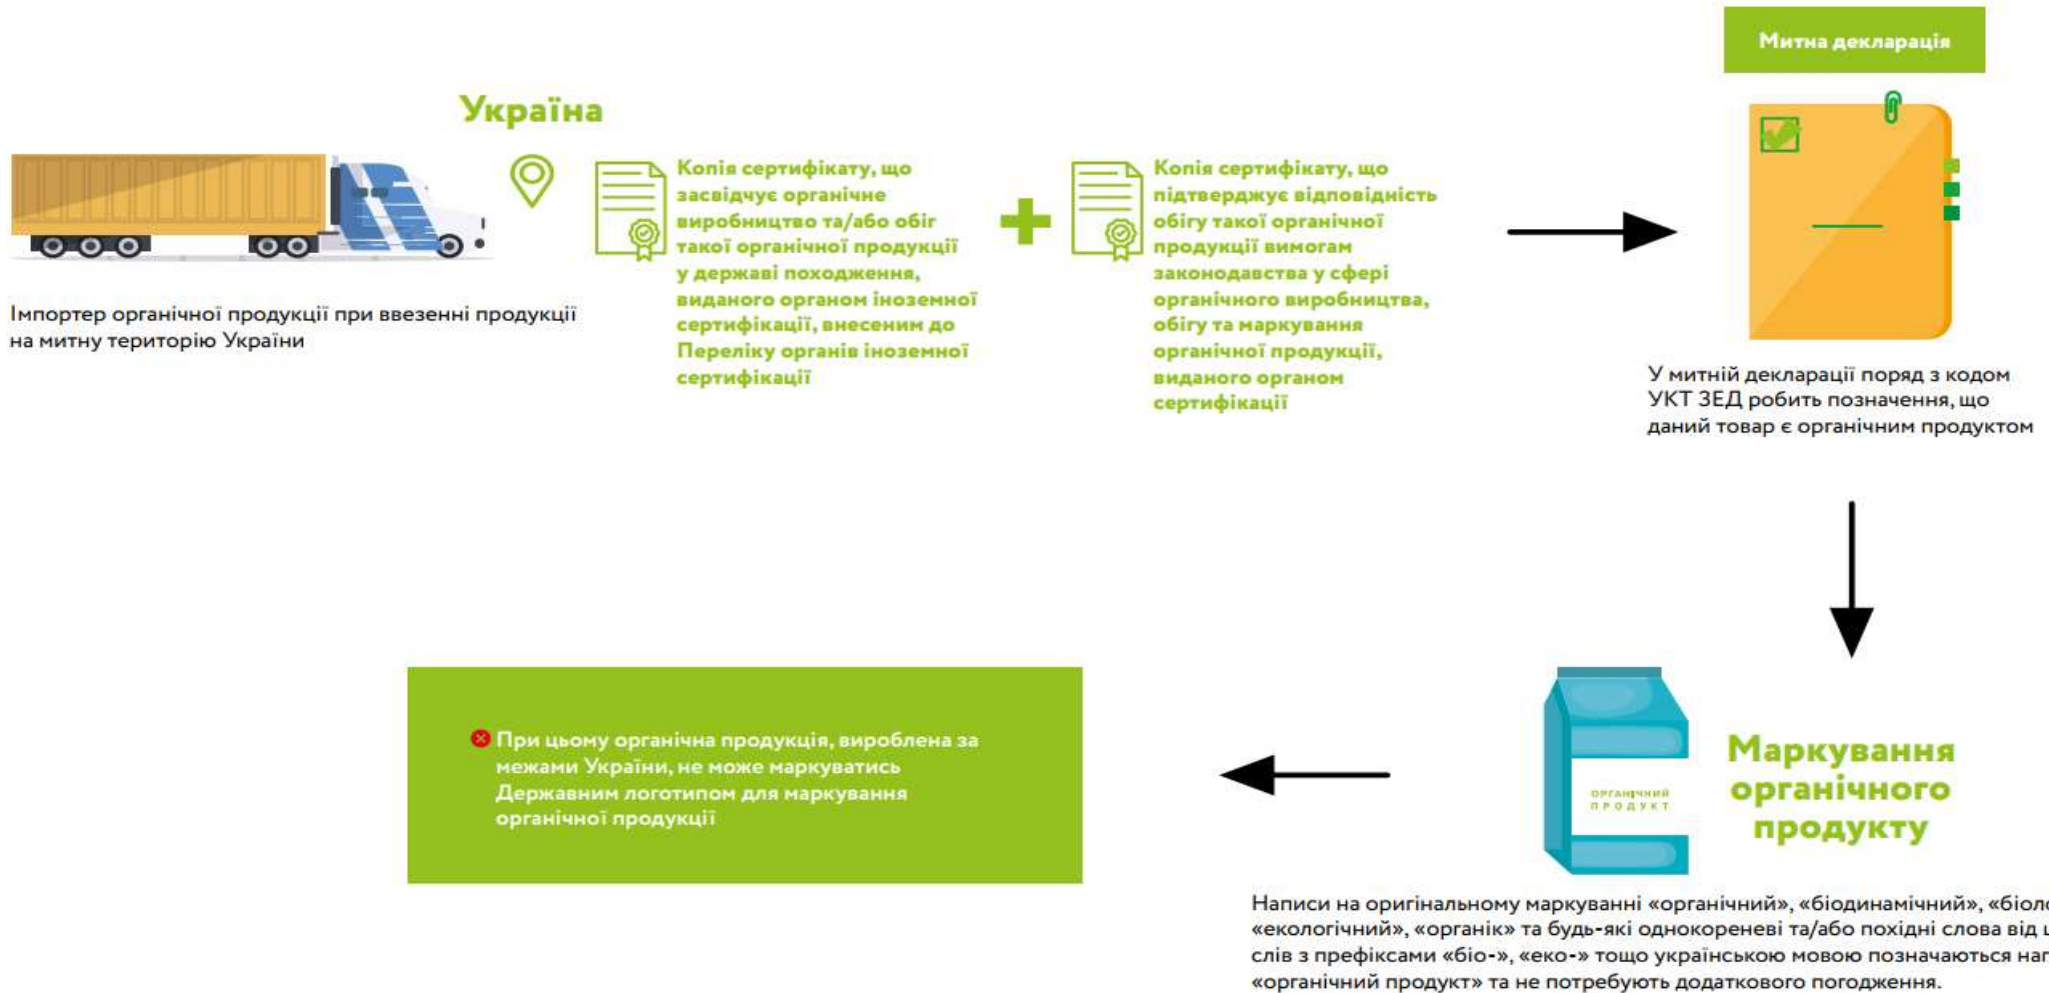 Митна декларація
Україна
Копія сертифікату, що
засвідчує органічне
виробництво та/або обіг
такої органічної продукції
у державі походження,
виданого органом іноземної
сертифікації, внесеним до
Переліку органів іноземної
сертифікації
Копія сертифікату, що
підтверджує відповідність
обігу такої органічної
продукції вимогам
законодавства у сфері
органічного виробництва,
обігу та маркування
органічної продукції,
виданого органом
сертифікації
Імпортер органічної продукції при ввезенні продукції
на митну територію України
У митній декларації поряд з кодом
УКТ ЗЕД робить позначення, що
даний товар є органічним продуктом
При цьому органічна продукція, вироблена за
межами України, не може маркуватись
Державним логотипом для маркування
органічної продукції
ОРГАНІЧНИЙ
ПРОДУКТ
Маркування
органічного
продукту
Написи на оригінальному маркуванні «органічний», «біодинамічний»,
«екологічний», «органік» та будь-які однокореневі та/або похідні слова від
слів з префіксами «біо-», «еко-» тощо українською мовою позначаються
«органічний продукт» та не потребують додаткового погодження.